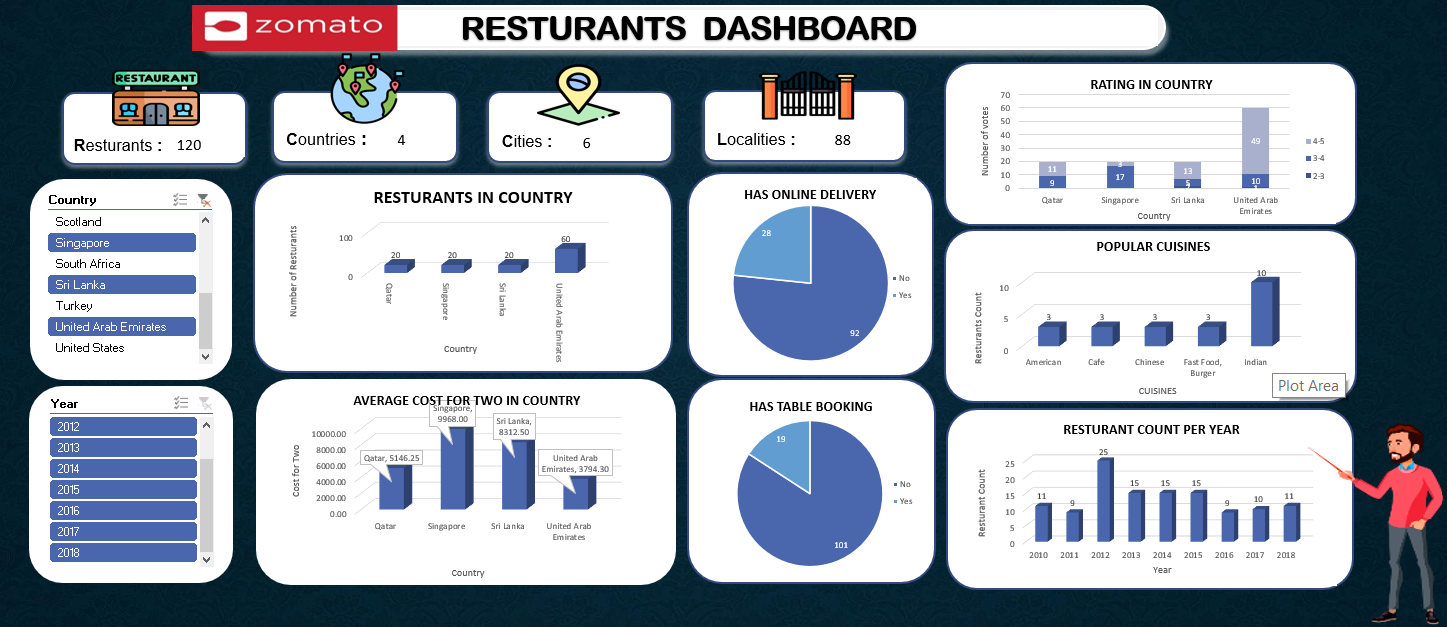 zomato
RESTURANTS DASHBOARD
RESTAURANT
Resturants : 120
Countries : 4
Cities : 6
Localities : 88
Country
Scotland
Singapore
South Africa
Sri Lanka
Turkey
United Arab Emirates
United States
Year
2012
2013
2014
2015
2016
2017
2018
RESTURANTS IN COUNTRY
Number of Resturants
100
0
20
20
20
60
Qatar
Singapore
Sri Lanka
United Arab Emirates
Country
AVERAGE COST FOR TWO IN COUNTRY
Cost for Two
10000.00
8000.00
6000.00
4000.00
2000.00
0.00
Qatar, 5146.25
Singapore,
9968.00
Sri Lanka,
8312.50
United Arab
Emirates, 3794.30
Qatar
Singapore
Sri Lanka
United Arab
Emirates
Country
HAS ONLINE DELIVERY
28
92
No
Yes
HAS TABLE BOOKING
19
101
No
Yes
RATING IN COUNTRY
Number of votes
70
60
50
40
30
20
10
0
11
9
17
13
5
49
10
4-5
3-4
2-3
Qatar
Singapore
Sri Lanka
United Arab
Emirates
Country
POPULAR CUISINES
Resturants Count
10
5
0
3
3
3
3
10
American
Cafe
Chinese
Fast Food,
Burger
Indian
CUISINES
Plot Area
RESTURANT COUNT PER YEAR
Resturant Count
25
20
15
10
5
0
11
9
25
15
15
15
9
10
11
2010
2011
2012
2013
2014
2015
2016
2017
2018
Year